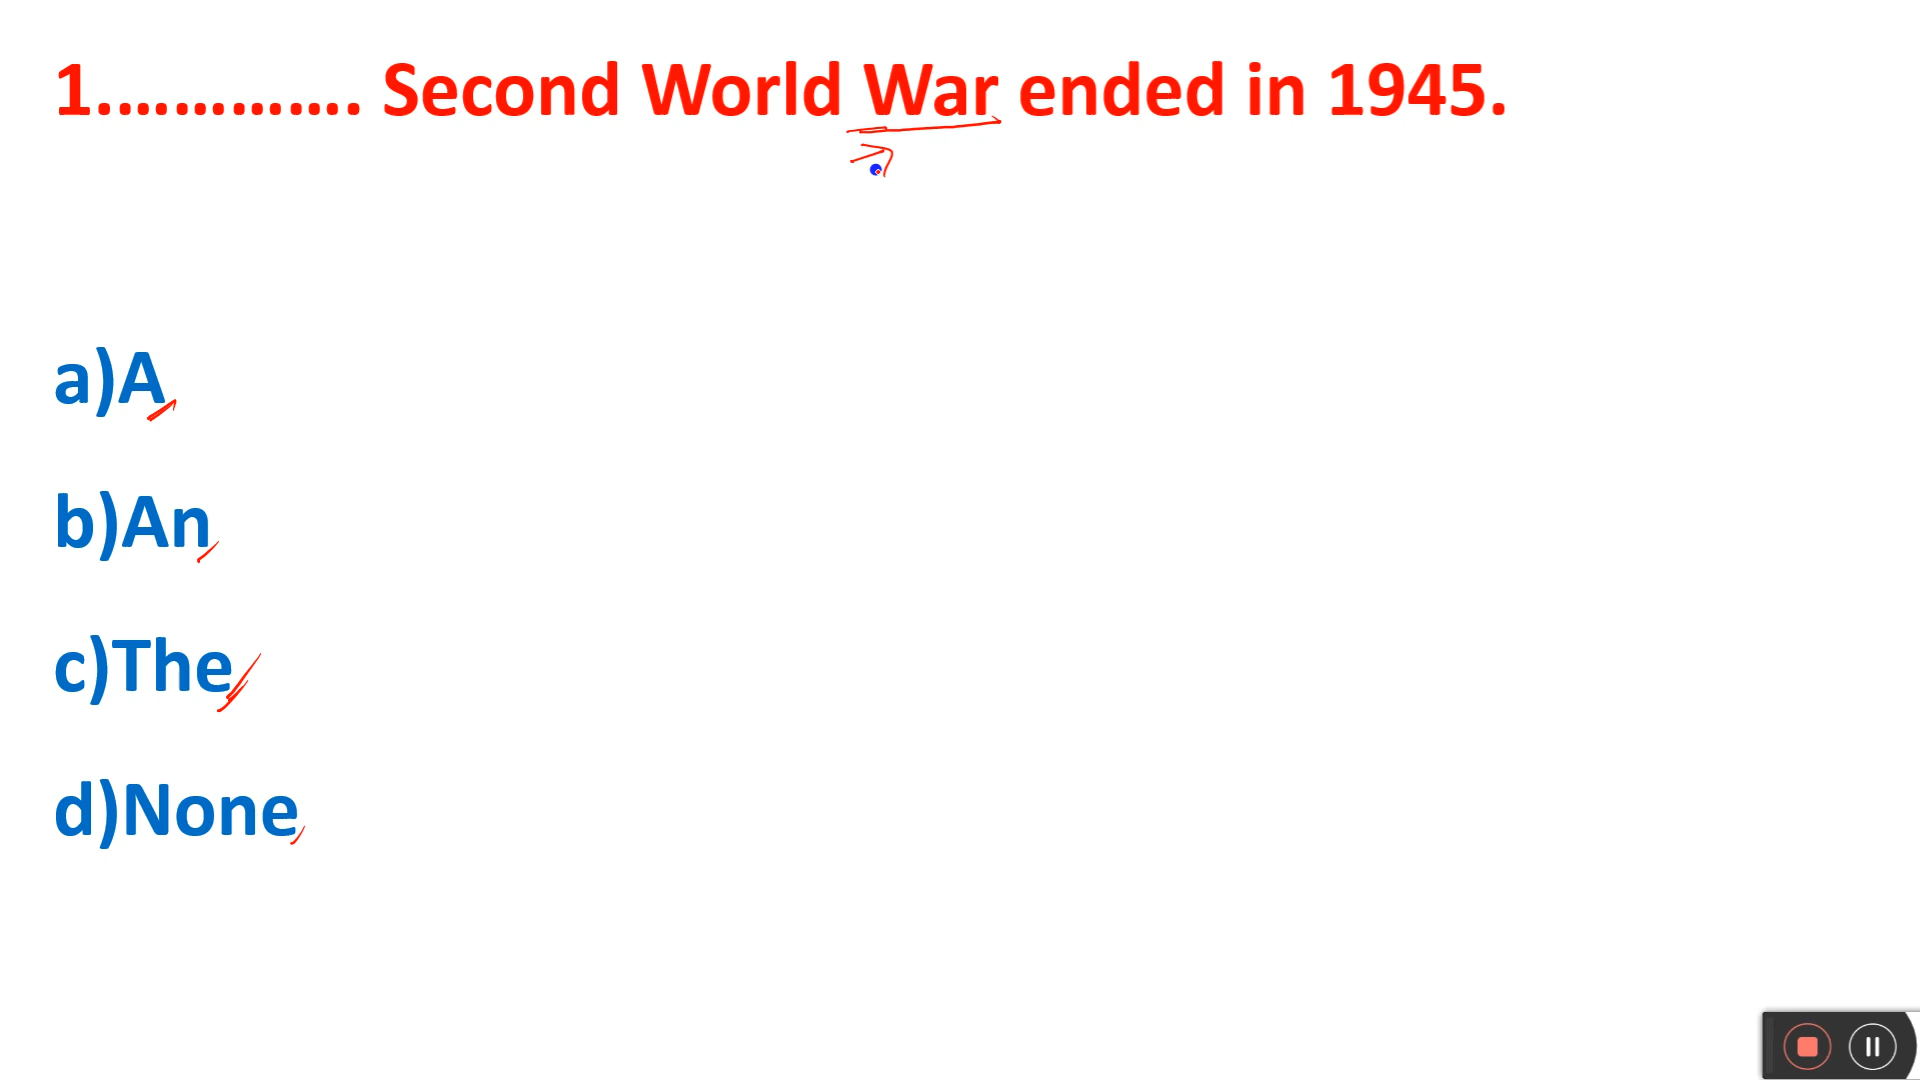 1.…………. Second World War ended in 1945.
a)A
b)An
c)The
d)None